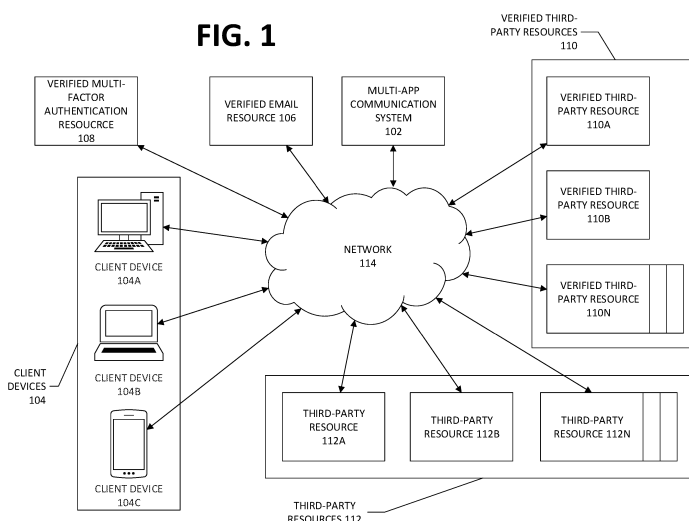 FIG. 1
VERIFIED THIRD-
PARTY RESOURCES
110
VERIFIED MULTI-
FACTOR
AUTHENTICATION
RESOUCRCE
108
VERIFIED EMAIL
RESOURCE 106
MULTI-APP
COMMUNICATION
SYSTEM
102
VERIFIED THIRD-
PARTY RESOURCE
110A
VERIFIED THIRD-
PARTY RESOURCE
110B
VERIFIED THIRD-
PARTY RESOURCE
110N
NETWORK
114
CLIENT DEVICE
104A
CLIENT DEVICE
104B
CLIENT DEVICE
104C
CLIENT
DEVICES
104
THIRD-PARTY
RESOURCE
112A
THIRD-PARTY
RESOURCE 112B
THIRD-PARTY
RESOURCE 112N
THIRD-PARTY
RESOURCES 112